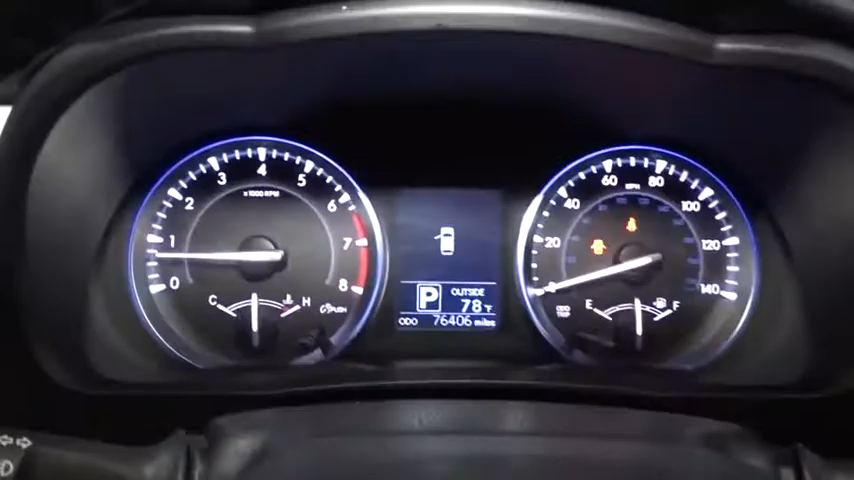 0 1 2 3 4 5 6 7 8
x1000 RPM
C H
PUSH
P OUTSIDE
78°F
ODO 76406 miles
20 40 60 80 100 120 140
MPH
ODO
TRIP
E F